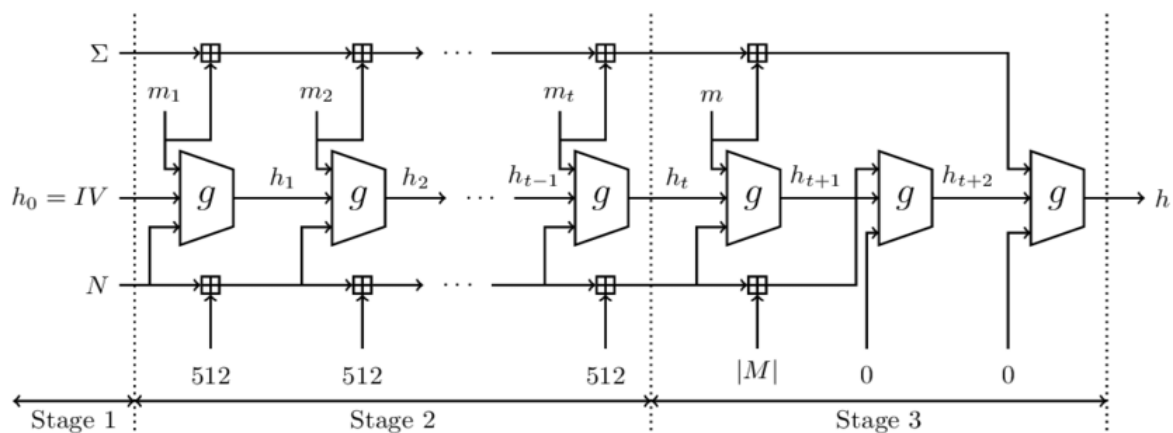 Σ ⊞ ⊞ ··· ⊞ ⊞
m₁ m₂ mₜ m
h₀ = IV g h₁ g h₂ ··· hₜ₋₁ g hₜ g hₜ₊₁ g hₜ₊₂ g h
N ⊞ ⊞ ··· ⊞ ⊞
512 512 512 |M| 0 0
Stage 1 Stage 2 Stage 3